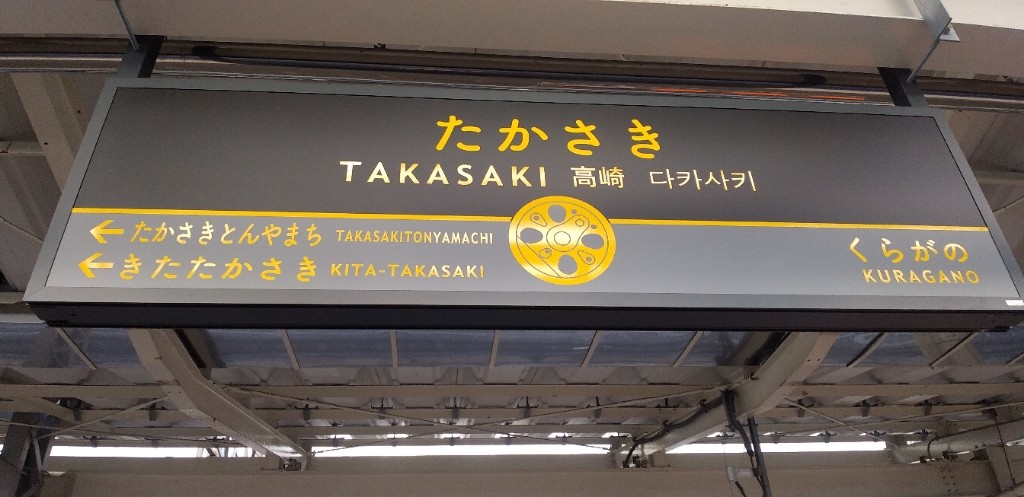 たかさき
TAKASAKI 高崎 다카사키
← たかさきとんやまち TAKASAKITONYAMACHI
← きたたかさき KITA-TAKASAKI
くらがの
KURAGANO